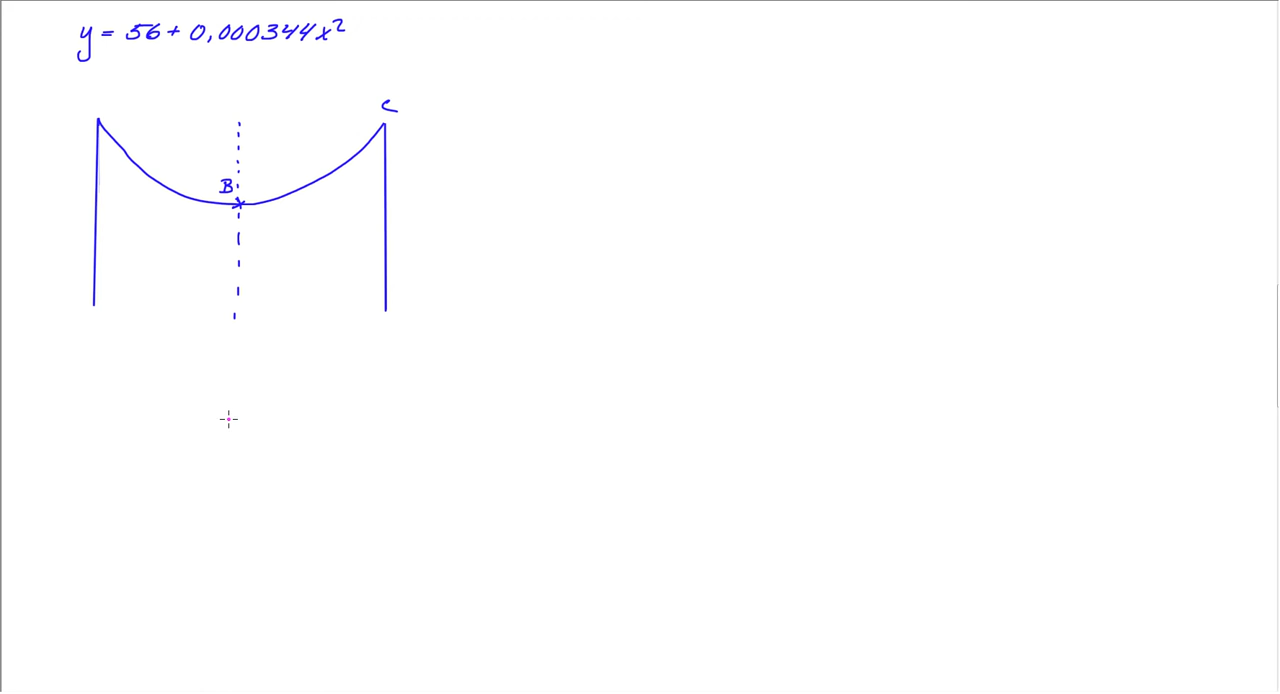 y = 56 + 0,000344x²
C
B